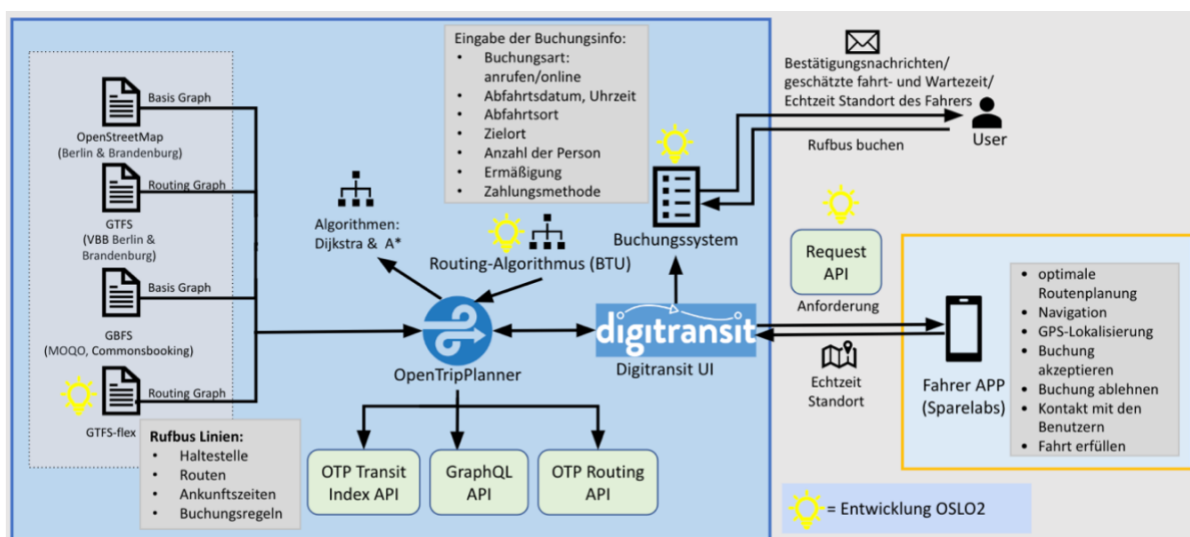 Basis Graph
OpenStreetMap
(Berlin & Brandenburg)
Routing Graph
GTFS
(VBB Berlin &
Brandenburg)
Basis Graph
GBFS
(MOQO, Commonsbooking)
Routing Graph
GTFS-flex
Rufbus Linien:
• Haltestelle
• Routen
• Ankunftszeiten
• Buchungsregeln
Algorithmen:
Dijkstra & A*
Eingabe der Buchungsinfo:
• Buchungsart:
anrufen/online
• Abfahrtsdatum, Uhrzeit
• Abfahrtsort
• Zielort
• Anzahl der Person
• Ermäßigung
• Zahlungsmethode
Routing-Algorithmus (BTU)
OpenTripPlanner
OTP Transit
Index API
GraphQL
API
OTP Routing
API
Buchungssystem
digitransit
Digitransit UI
Bestätigungsnachrichten/
geschätzte fahrt- und Wartezeit/
Echtzeit Standort des Fahrers
User
Rufbus buchen
Request
API
Anforderung
Echtzeit
Standort
Fahrer APP
(Sparelabs)
• optimale
Routenplanung
• Navigation
• GPS-Lokalisierung
• Buchung
akzeptieren
• Buchung ablehnen
• Kontakt mit den
Benutzern
• Fahrt erfüllen
= Entwicklung OSLO2